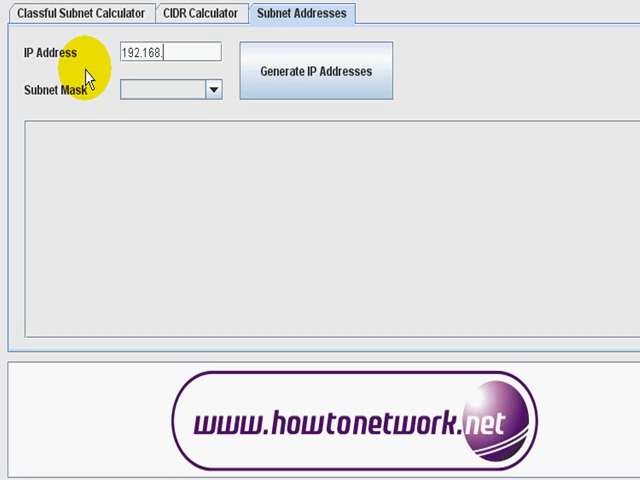 Classful Subnet Calculator CIDR Calculator Subnet Addresses
IP Address 192.168.
Generate IP Addresses
Subnet Mask
www.howtonetwork.net